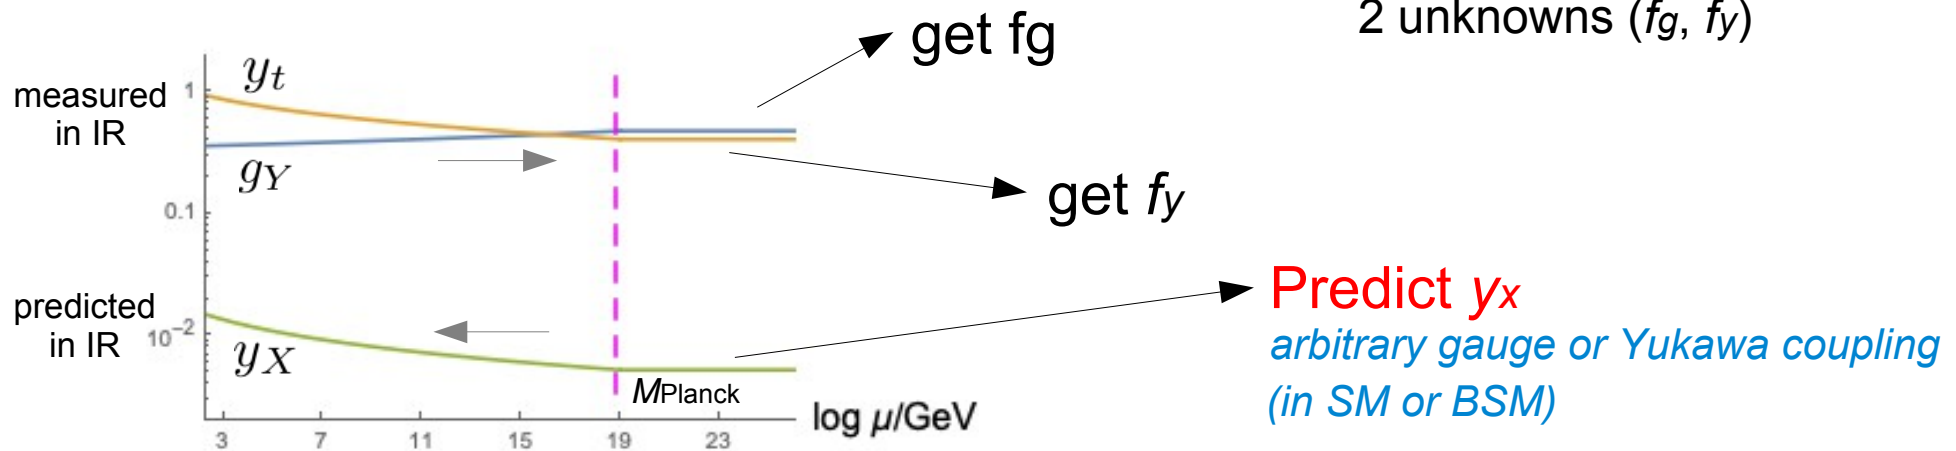 2 unknowns (fg, fy)
get fg
measured
in IR
yt
1
gY
get fy
0.1
predicted
in IR
10⁻²
yX
Predict yx
arbitrary gauge or Yukawa coupling
(in SM or BSM)
MPlanck
log μ/GeV
3 7 11 15 19 23